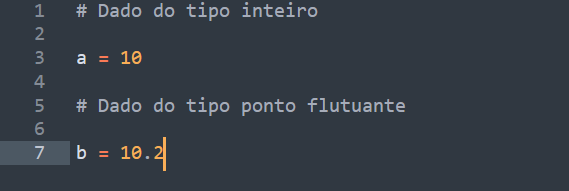 1 # Dado do tipo inteiro
2
3 a = 10
4
5 # Dado do tipo ponto flutuante
6
7 b = 10.2